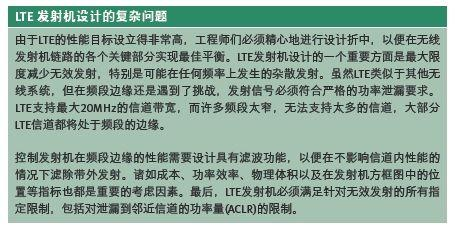 LTE 发射机设计的复杂问题
由于LTE的性能目标设立得非常高，工程师们必须精心地进行设计折中，以便在无线
发射机链路的各个关键部分实现最佳平衡。LTE发射机设计的一个重要方面是最大限
度减少无效发射，特别是可能在任何频率上发生的杂散发射。虽然LTE类似于其他无
线系统，但在频段边缘还是遇到了挑战，发射信号必须符合严格的功率泄漏要求。
LTE支持最大20MHz的信道带宽，而许多频段太窄，无法支持太多的信道，大部分
LTE信道都将处于频段的边缘。
控制发射机在频段边缘的性能需要设计具有滤波功能，以便在不影响信道内性能的
情况下滤除带外发射。诸如成本、功率效率、物理体积以及在发射机方框图中的位
置等指标也都是重要的考虑因素。最后，LTE发射机必须满足针对无效发射的所有指
定限制，包括对泄漏到邻近信道的功率量(ACLR)的限制。